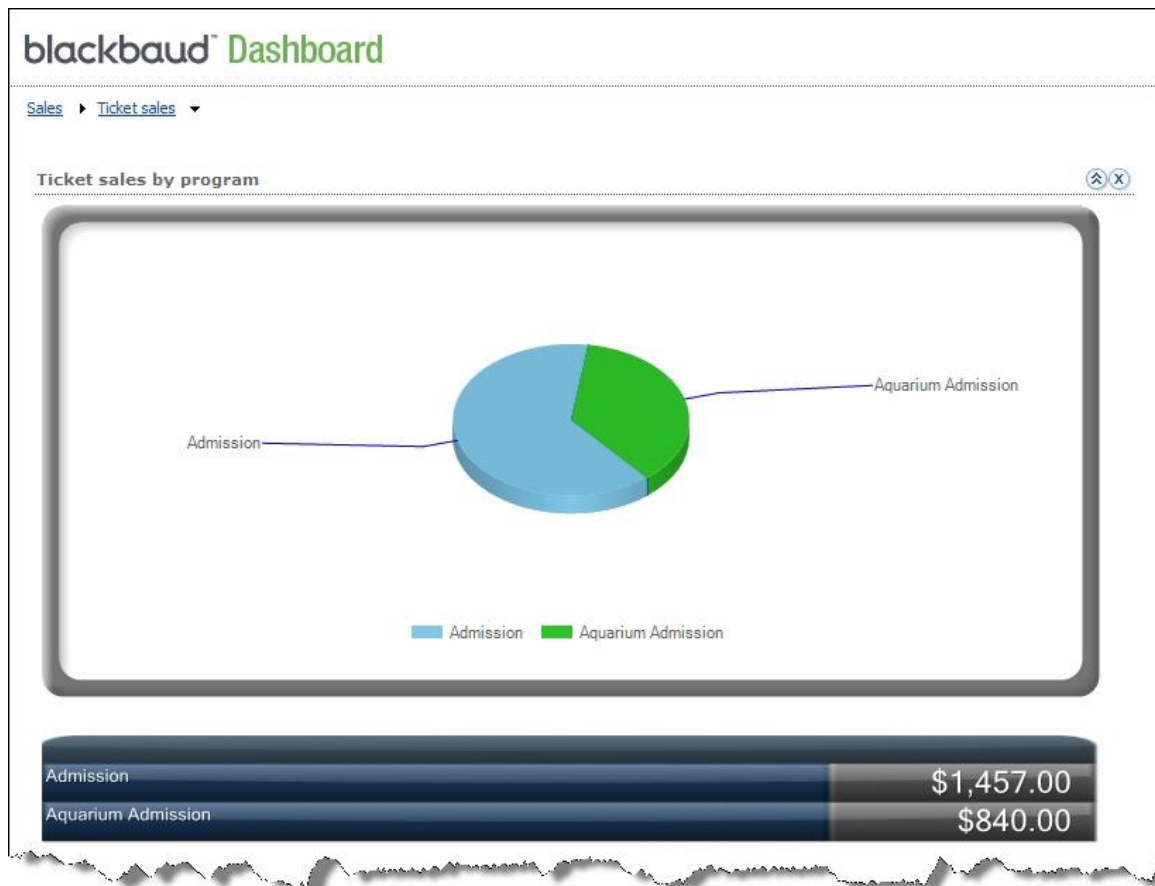 blackbaud™ Dashboard
Sales Ticket sales
Ticket sales by program
X
Aquarium Admission
Admission
Admission Aquarium Admission
Admission $1,457.00
Aquarium Admission $840.00